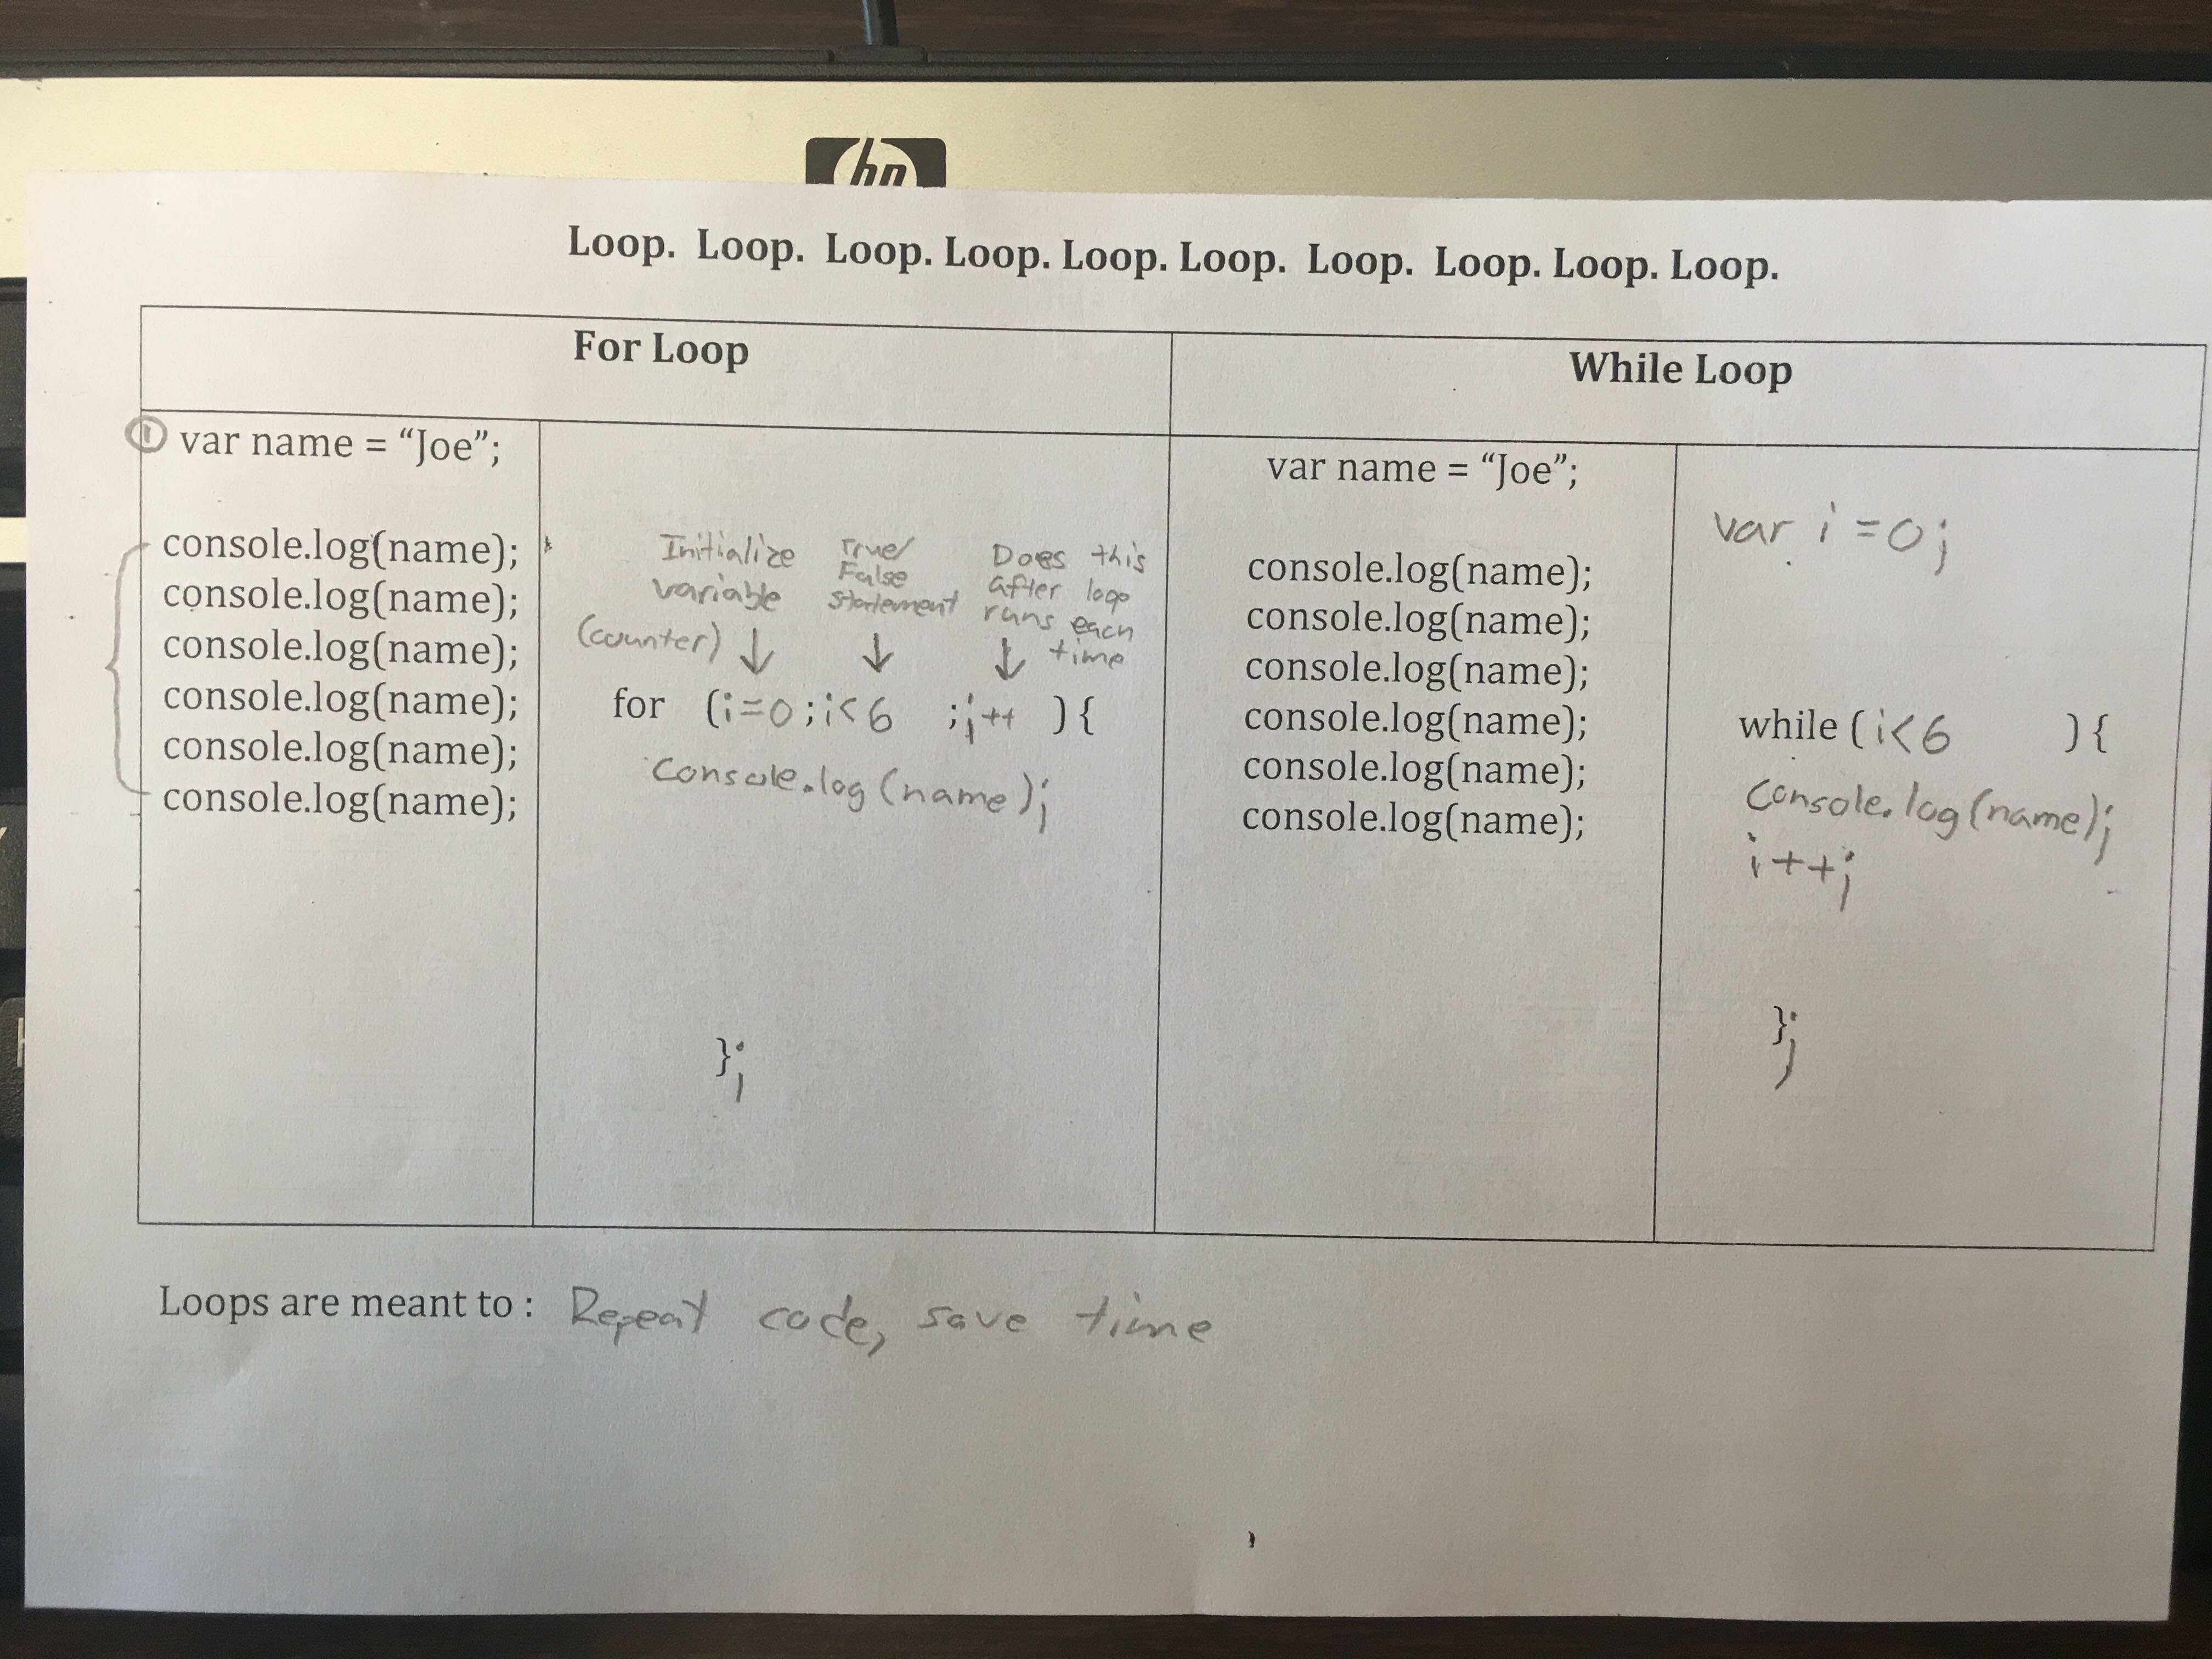 hp
Loop. Loop. Loop. Loop. Loop. Loop. Loop. Loop. Loop. Loop.
For Loop
1 var name = “Joe”;
console.log(name);
console.log(name);
console.log(name);
console.log(name);
console.log(name);
console.log(name);
Initialize
variable
(counter)
True/
False
statement
Does this
after loop
runs each
time
for (i=0;i<6 ;i++ ){
console.log(name);
};
While Loop
var name = “Joe”;
console.log(name);
console.log(name);
console.log(name);
console.log(name);
console.log(name);
console.log(name);
var i=0;
while (i<6 ){
console.log(name);
i++;
};
Loops are meant to : Repeat code, save time